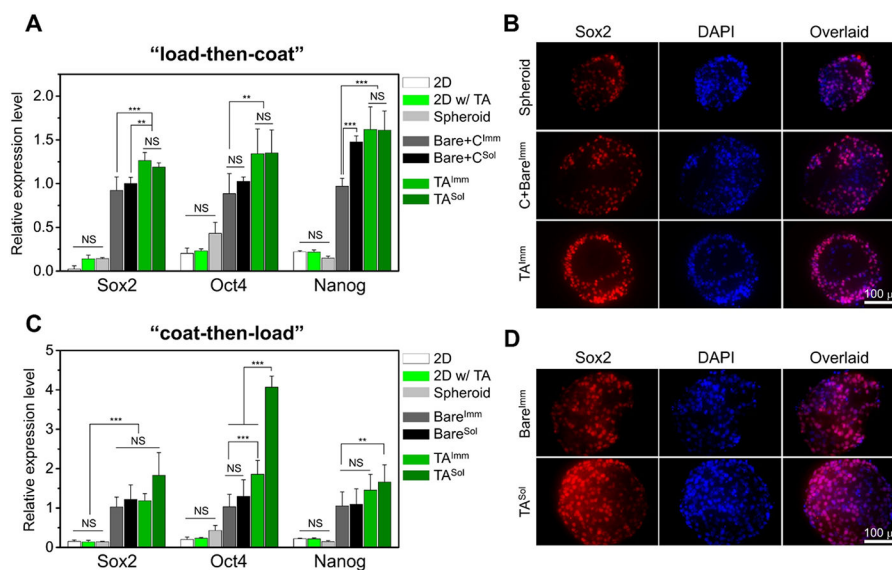 A
"load-then-coat"
Relative expression level
2.0
1.5
1.0
0.5
0.0
***
**
NS
NS
**
NS
NS
NS
***
***
NS
NS
Sox2
Oct4
Nanog
2D
2D w/ TA
Spheroid
Bare+C^Imm
Bare+C^Sol
TA^Imm
TA^Sol
B
Sox2
DAPI
Overlaid
Spheroid
C+Bare^Imm
TA^Imm
100 µ
C
"coat-then-load"
Relative expression level
5
4
3
2
1
0
***
NS
NS
***
***
NS
NS
**
NS
NS
Sox2
Oct4
Nanog
2D
2D w/ TA
Spheroid
Bare^Imm
Bare^Sol
TA^Imm
TA^Sol
D
Sox2
DAPI
Overlaid
Bare^Imm
TA^Sol
100 µ